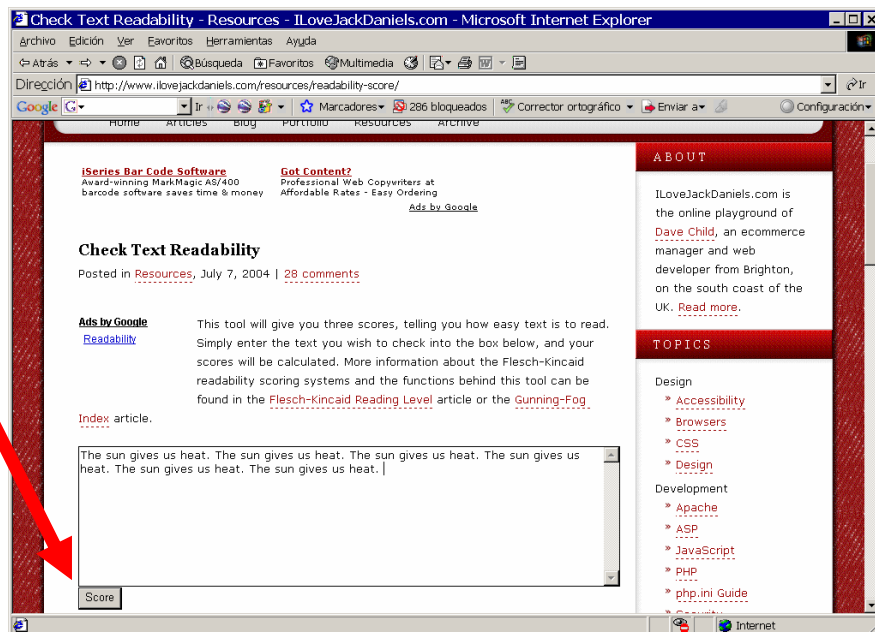 Check Text Readability - Resources - ILoveJackDaniels.com - Microsoft Internet Explorer
Archivo Edición Ver Favoritos Herramientas Ayuda
Atrás Búsqueda Favoritos Multimedia
Dirección http://www.ilovejackdaniels.com/resources/readability-score/ Ir
Google G Ir Marcadores 286 bloqueados ABC Corrector ortográfico Enviar a Configuración
Home Articles Blog Portfolio Resources Archive
iSeries Bar Code Software
Award-winning MarkMagic AS/400
barcode software saves time & money
Got Content?
Professional Web Copywriters at
Affordable Rates - Easy Ordering
Ads by Google
Check Text Readability
Posted in Resources, July 7, 2004 | 28 comments
Ads by Google
Readability
This tool will give you three scores, telling you how easy text is to read.
Simply enter the text you wish to check into the box below, and your
scores will be calculated. More information about the Flesch-Kincaid
readability scoring systems and the functions behind this tool can be
found in the Flesch-Kincaid Reading Level article or the Gunning-Fog
Index article.
The sun gives us heat. The sun gives us heat. The sun gives us heat. The sun gives us
heat. The sun gives us heat. The sun gives us heat.
Score
ABOUT
ILoveJackDaniels.com is
the online playground of
Dave Child, an ecommerce
manager and web
developer from Brighton,
on the south coast of the
UK. Read more.
TOPICS
Design
» Accessibility
» Browsers
» CSS
» Design
Development
» Apache
» ASP
» JavaScript
» PHP
» php.ini Guide
» Security
Internet